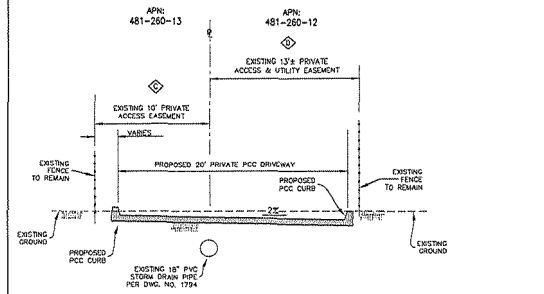 APN:
481-260-13
APN:
481-260-12
D
EXISTING 13'± PRIVATE
ACCESS & UTILITY EASEMENT
C
EXISTING 10' PRIVATE
ACCESS EASEMENT
VARIES
EXISTING
FENCE
TO REMAIN
PROPOSED 20' PRIVATE PCC DRIVEWAY
PROPOSED
PCC CURB
EXISTING
FENCE
TO REMAIN
2%
EXISTING
GROUND
PROPOSED
PCC CURB
EXISTING
GROUND
EXISTING 18" PVC
STORM DRAIN PIPE
PER DWG. NO. 1794